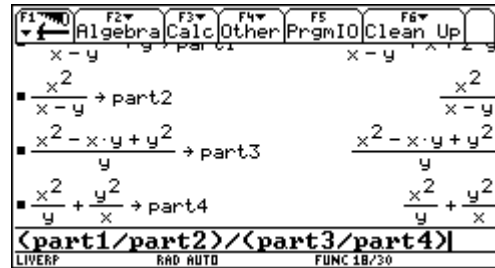 F1 F2 Algebra F3 Calc F4 Other F5 PrgmIO F6 Clean Up
x - y
x - y
x² / (x - y) → part2 x² / (x - y)
(x² - x·y + y²) / y → part3 (x² - x·y + y²) / y
x²/y + y²/x → part4 x²/y + y²/x
(part1/part2)/(part3/part4)
LIVERP RAD AUTO FUNC 18/30